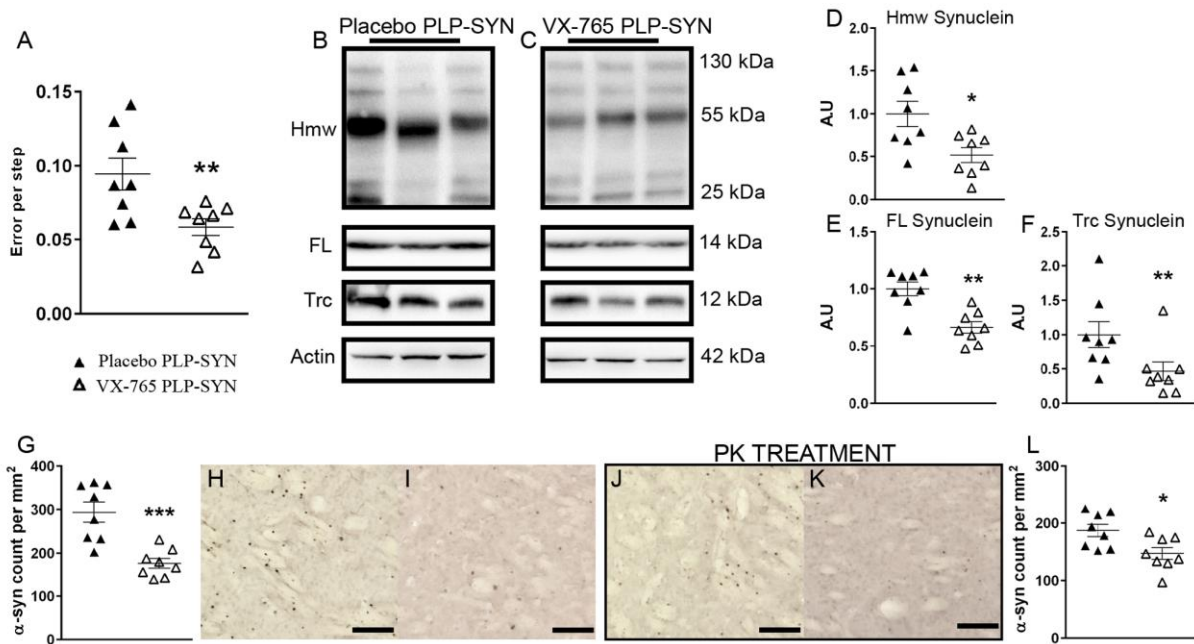 A
Error per step
0.15
0.10
0.05
0.00
**
Placebo PLP-SYN
VX-765 PLP-SYN
B
Placebo PLP-SYN
C
VX-765 PLP-SYN
Hmw
FL
Trc
Actin
130 kDa
55 kDa
25 kDa
14 kDa
12 kDa
42 kDa
D
Hmw Synuclein
A.U
2.0
1.5
1.0
0.5
0.0
*
E
FL Synuclein
A.U
1.5
1.0
0.5
0.0
**
F
Trc Synuclein
A.U
2.5
2.0
1.5
1.0
0.5
0.0
**
G
α-syn count per mm²
400
300
200
100
0
***
H
I
PK TREATMENT
J
K
L
α-syn count per mm²
300
200
100
0
*